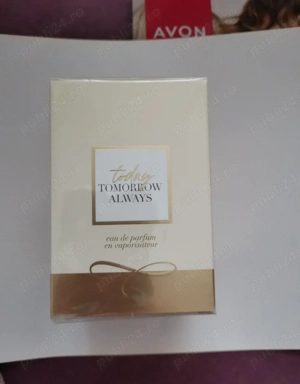 AVON
today
TOMORROW
ALWAYS
eau de parfum
en vaporisateur